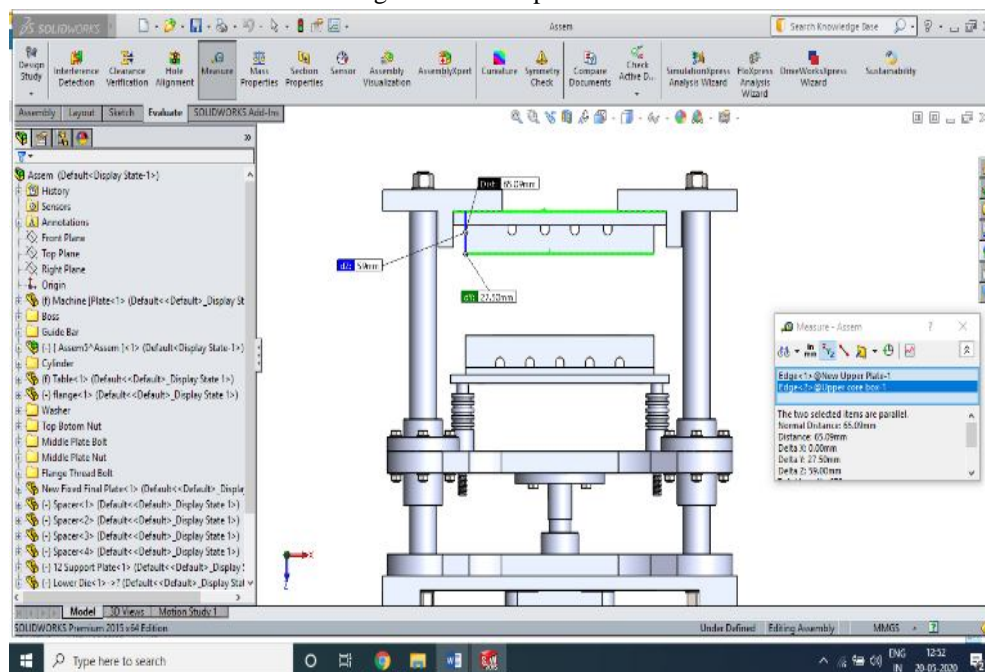 SOLIDWORKS
Assem
Search Knowledge Base
Design Study
Interference Detection
Clearance Verification
Hole Alignment
Measure
Mass Properties
Section Properties
Sensor
Assembly Visualization
AssemblyXpert
Curvature
Symmetry Check
Compare Documents
Check Active D...
SimulationXpress Analysis Wizard
FloXpress Analysis Wizard
DriveWorksXpress Wizard
Sustainability
Assembly Layout Sketch Evaluate SOLIDWORKS Add-Ins
Assem (Default<Display State-1>)
History
Sensors
Annotations
Front Plane
Top Plane
Right Plane
Origin
(f) Machine [Plate<1> (Default<<Default>_Display St
Boss
Guide Bar
(-) [ Assem5^Assem ]<1> (Default<Display State-1>)
Cylinder
(f) Table<1> (Default<<Default>_Display State 1>)
(-) flange<1> (Default<<Default>_Display State 1>)
Washer
Top Botom Nut
Middle Plate Bolt
Middle Plate Nut
Flange Thread Bolt
New Fixed Final Plate<1> (Default<<Default>_Display
(-) Spacer<1> (Default<<Default>_Display State 1>)
(-) Spacer<2> (Default<<Default>_Display State 1>)
(-) Spacer<3> (Default<<Default>_Display State 1>)
(-) Spacer<4> (Default<<Default>_Display State 1>)
(-) 12 Support Plate<1> (Default<<Default>_Display
(-) Lower Die<1>->? (Default<<Default>_Display Stat
Dist: 65.09mm
dZ: 59mm
dY: 27.50mm
Measure - Assem
Edge<1>@New Upper Plate-1
Edge<2>@Upper core box-1
The two selected items are parallel.
Normal Distance: 65.09mm
Distance: 65.09mm
Delta X: 0.00mm
Delta Y: 27.50mm
Delta Z: 59.00mm
Model 3D Views Motion Study 1
SOLIDWORKS Premium 2015 x64 Edition
Under Defined Editing Assembly MMGS
Type here to search
ENG
IN
12:52
20-05-2020